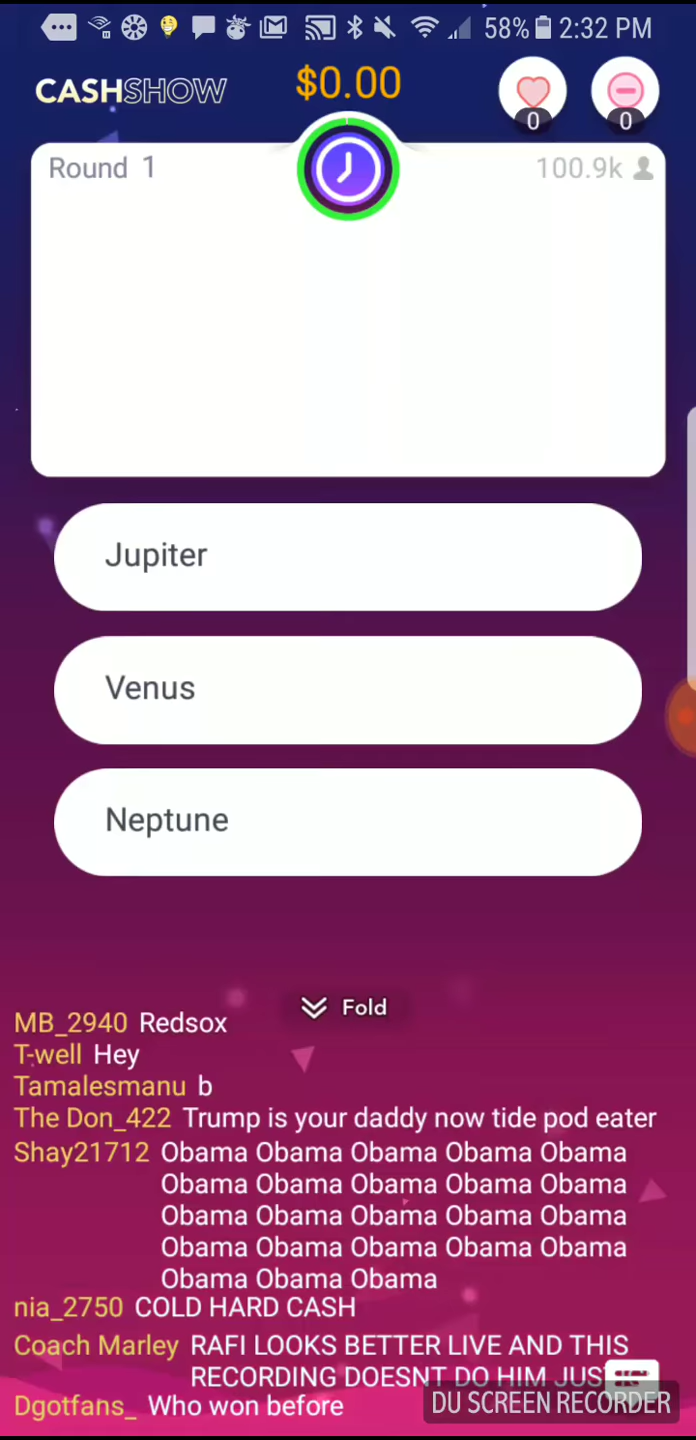 58% 2:32 PM
CASHSHOW $0.00 0 0
Round 1 100.9k
Jupiter
Venus
Neptune
Fold
MB_2940 Redsox
T-well Hey
Tamalesmanu b
The Don_422 Trump is your daddy now tide pod eater
Shay21712 Obama Obama Obama Obama Obama
Obama Obama Obama Obama Obama
Obama Obama Obama Obama Obama
Obama Obama Obama Obama Obama
Obama Obama Obama
nia_2750 COLD HARD CASH
Coach Marley RAFI LOOKS BETTER LIVE AND THIS
RECORDING DOESNT DO HIM
Dgotfans_ Who won before
DU SCREEN RECORDER